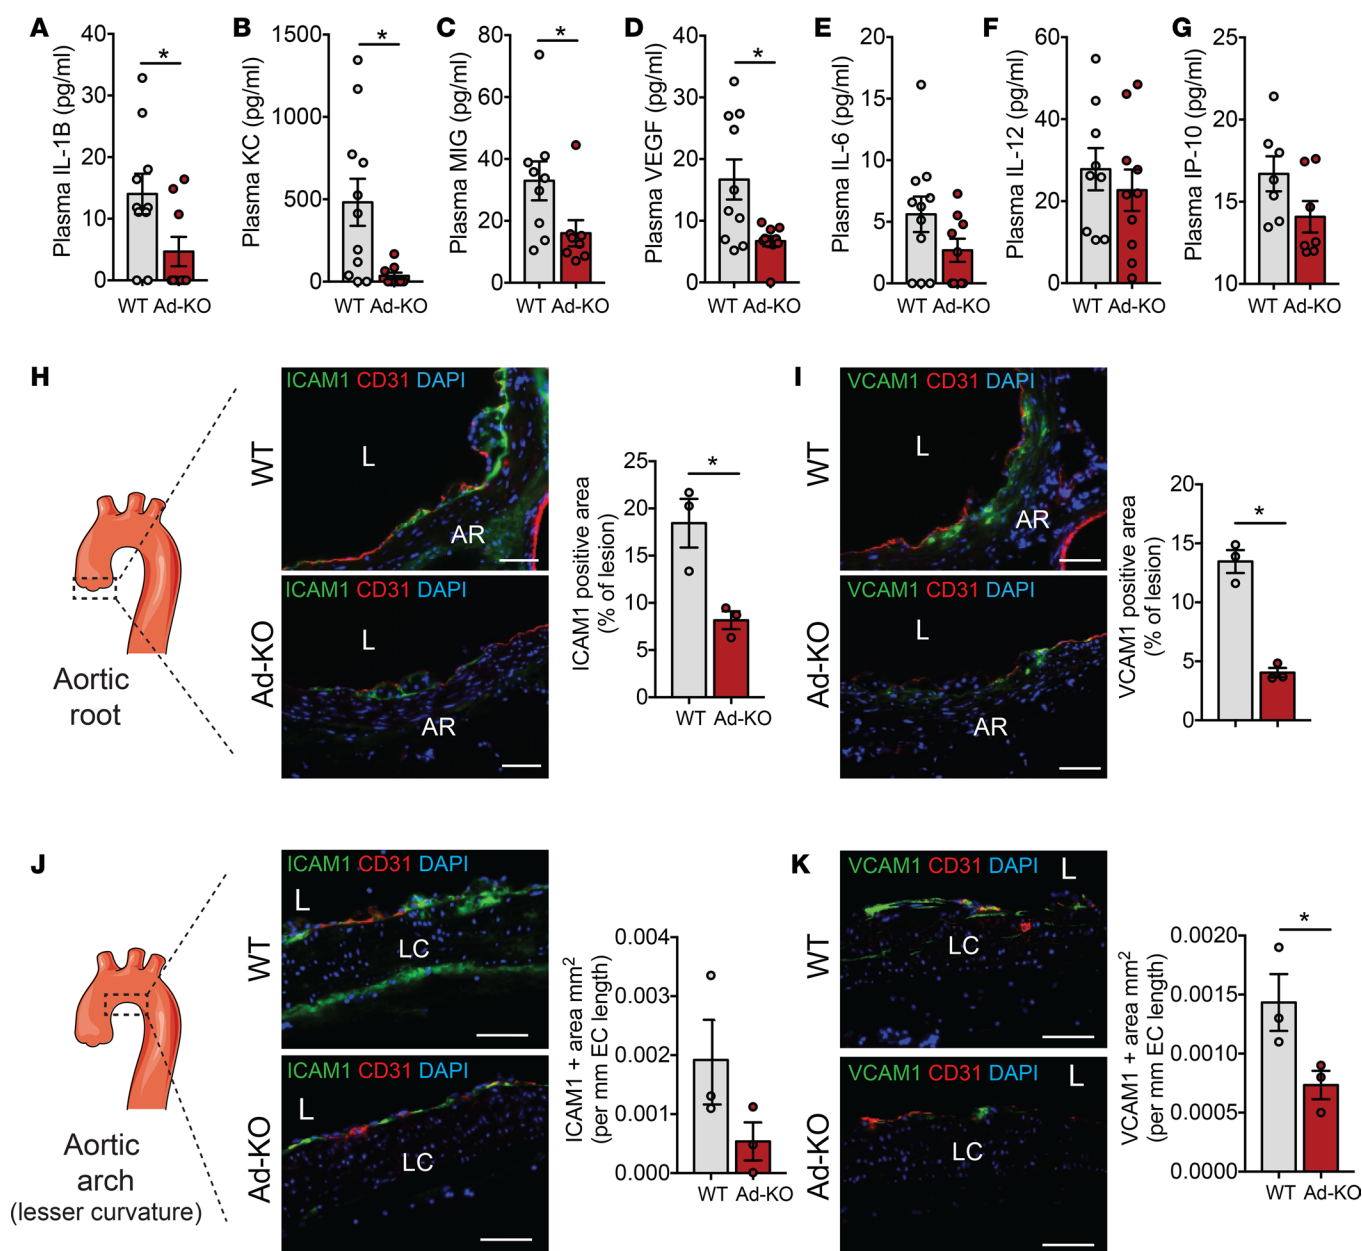 A
Plasma IL-1B (pg/ml)
40
30
20
10
0
*
WT Ad-KO
B
Plasma KC (pg/ml)
1500
1000
500
0
*
WT Ad-KO
C
Plasma MIG (pg/ml)
80
60
40
20
0
*
WT Ad-KO
D
Plasma VEGF (pg/ml)
40
30
20
10
0
*
WT Ad-KO
E
Plasma IL-6 (pg/ml)
20
15
10
5
0
WT Ad-KO
F
Plasma IL-12 (pg/ml)
60
40
20
0
WT Ad-KO
G
Plasma IP-10 (pg/ml)
25
20
15
10
WT Ad-KO
H
Aortic
root
WT
ICAM1 CD31 DAPI
L
AR
Ad-KO
ICAM1 CD31 DAPI
L
AR
ICAM1 positive area
(% of lesion)
25
20
15
10
5
0
*
WT Ad-KO
I
WT
VCAM1 CD31 DAPI
L
AR
Ad-KO
VCAM1 CD31 DAPI
L
AR
VCAM1 positive area
(% of lesion)
20
15
10
5
0
*
WT Ad-KO
J
Aortic
arch
(lesser curvature)
WT
ICAM1 CD31 DAPI
L
LC
Ad-KO
ICAM1 CD31 DAPI
L
LC
ICAM1 + area mm²
(per mm EC length)
0.004
0.003
0.002
0.001
0.000
WT Ad-KO
K
WT
VCAM1 CD31 DAPI
L
LC
Ad-KO
VCAM1 CD31 DAPI
L
LC
VCAM1 + area mm²
(per mm EC length)
0.0020
0.0015
0.0010
0.0005
0.0000
*
WT Ad-KO